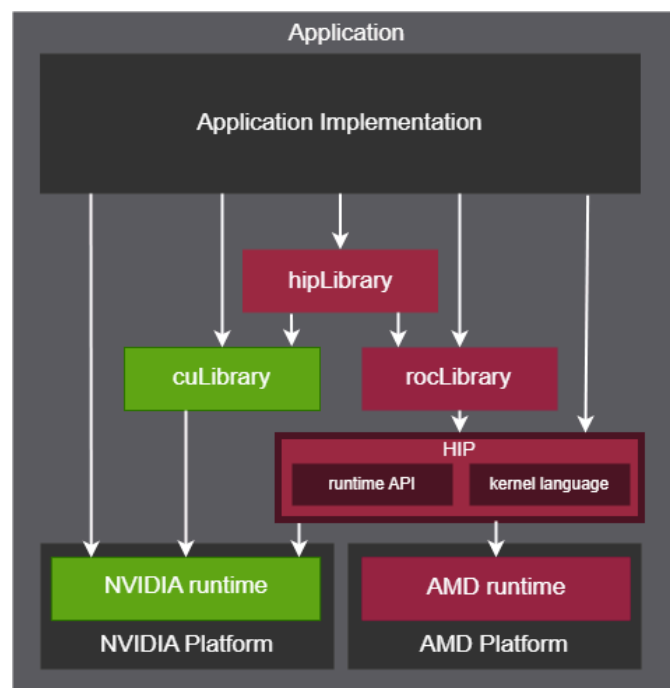 Application
Application Implementation
hipLibrary
cuLibrary
rocLibrary
HIP
runtime API
kernel language
NVIDIA runtime
AMD runtime
NVIDIA Platform
AMD Platform